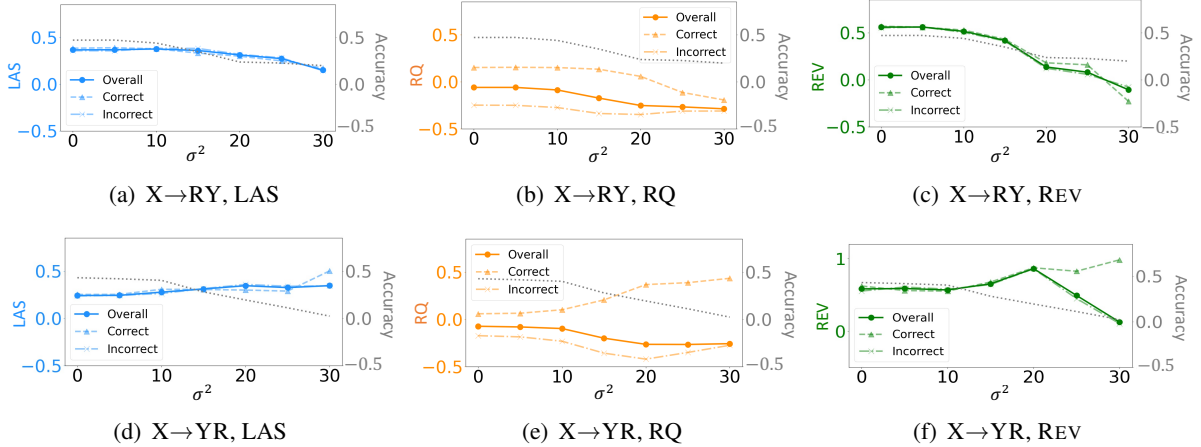 LAS
0.5
0.0
−0.5
Overall
Correct
Incorrect
0.5
0.0
−0.5
Accuracy
0 10 20 30
σ²
(a) X→RY, LAS
RQ
0.5
0.0
−0.5
Overall
Correct
Incorrect
0.5
0.0
−0.5
Accuracy
0 10 20 30
σ²
(b) X→RY, RQ
REV
0.5
0.0
−0.5
Overall
Correct
Incorrect
0.5
0.0
−0.5
Accuracy
0 10 20 30
σ²
(c) X→RY, REV
LAS
0.5
0.0
−0.5
Overall
Correct
Incorrect
0.5
0.0
−0.5
Accuracy
0 10 20 30
σ²
(d) X→YR, LAS
RQ
0.5
0.0
−0.5
Overall
Correct
Incorrect
0.5
0.0
−0.5
Accuracy
0 10 20 30
σ²
(e) X→YR, RQ
REV
1
0
Overall
Correct
Incorrect
0.5
0.0
−0.5
Accuracy
0 10 20 30
σ²
(f) X→YR, REV